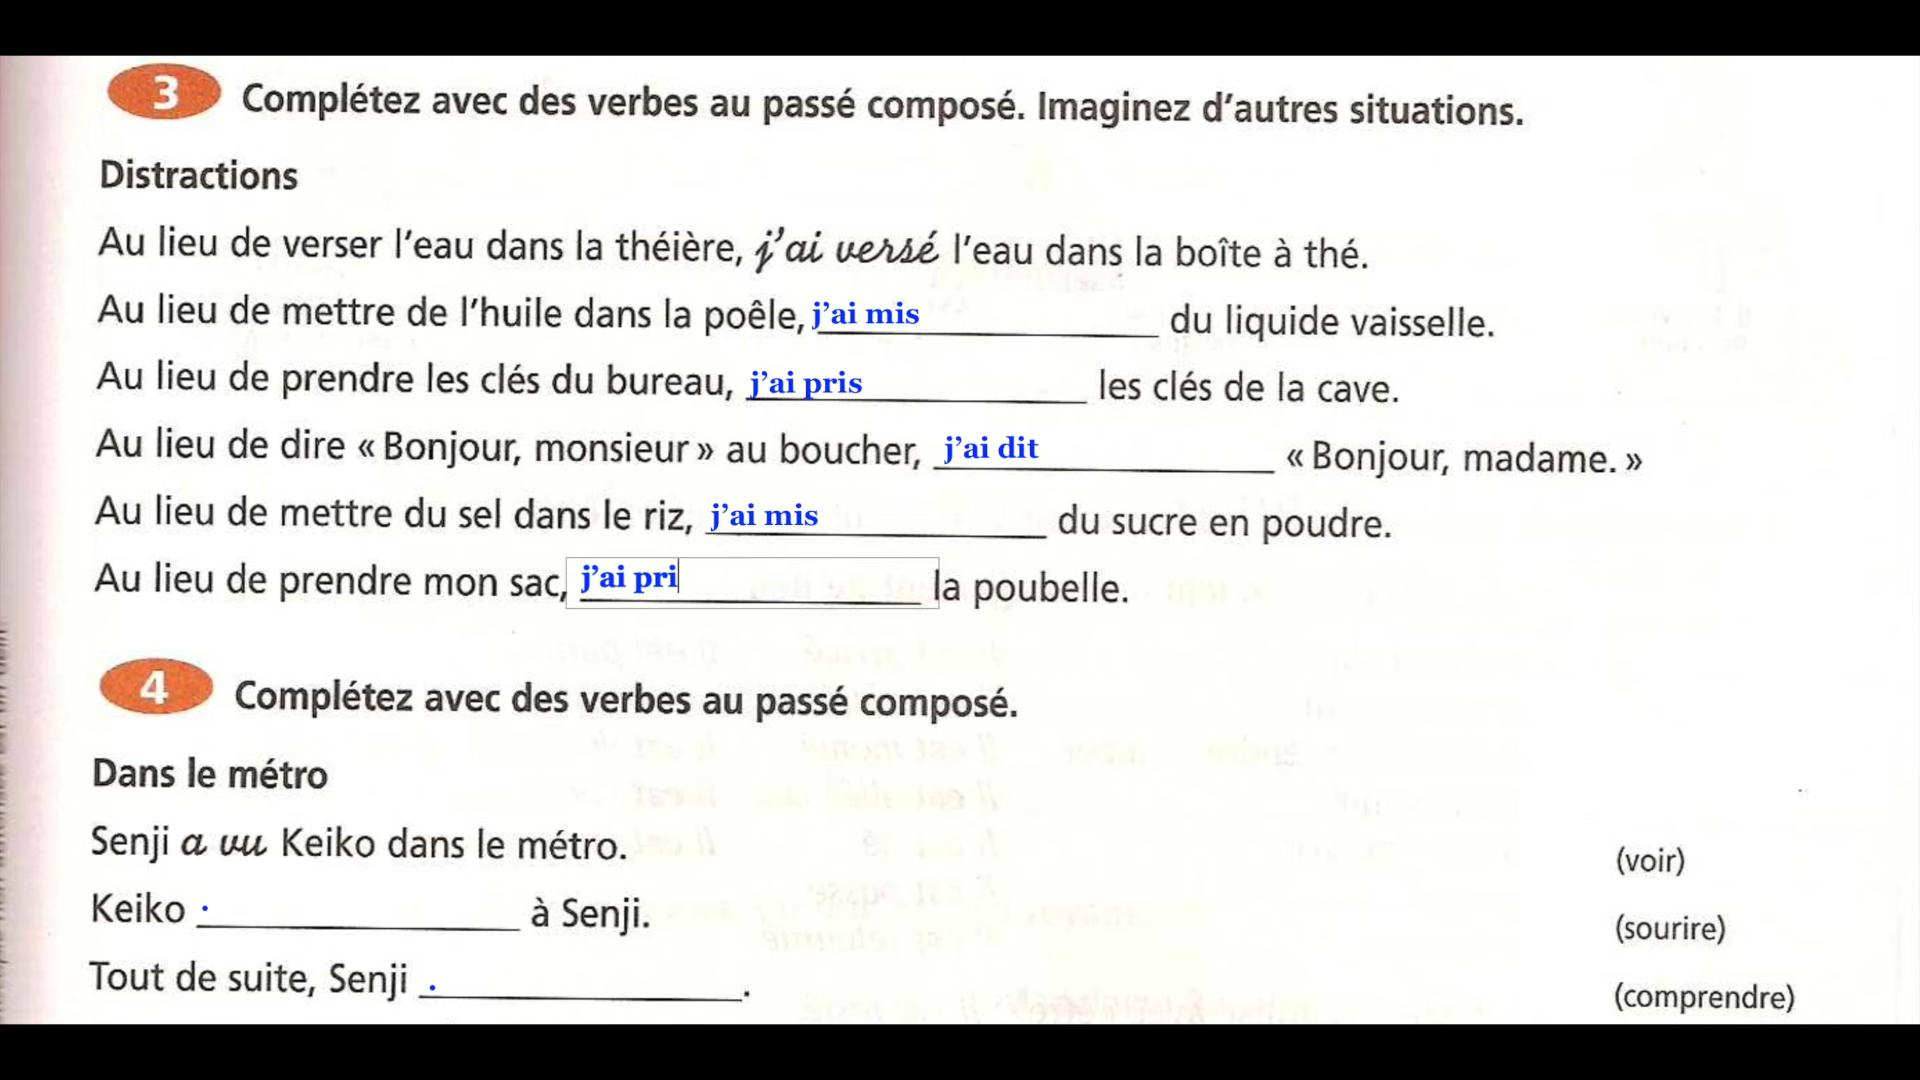 3 Complétez avec des verbes au passé composé. Imaginez d'autres situations.
Distractions
Au lieu de verser l'eau dans la théière, j'ai versé l'eau dans la boîte à thé.
Au lieu de mettre de l'huile dans la poêle, j'ai mis du liquide vaisselle.
Au lieu de prendre les clés du bureau, j'ai pris les clés de la cave.
Au lieu de dire « Bonjour, monsieur » au boucher, j'ai dit « Bonjour, madame. »
Au lieu de mettre du sel dans le riz, j'ai mis du sucre en poudre.
Au lieu de prendre mon sac, j'ai pri la poubelle.
4 Complétez avec des verbes au passé composé.
Dans le métro
Senji a vu Keiko dans le métro. (voir)
Keiko . à Senji. (sourire)
Tout de suite, Senji . . (comprendre)